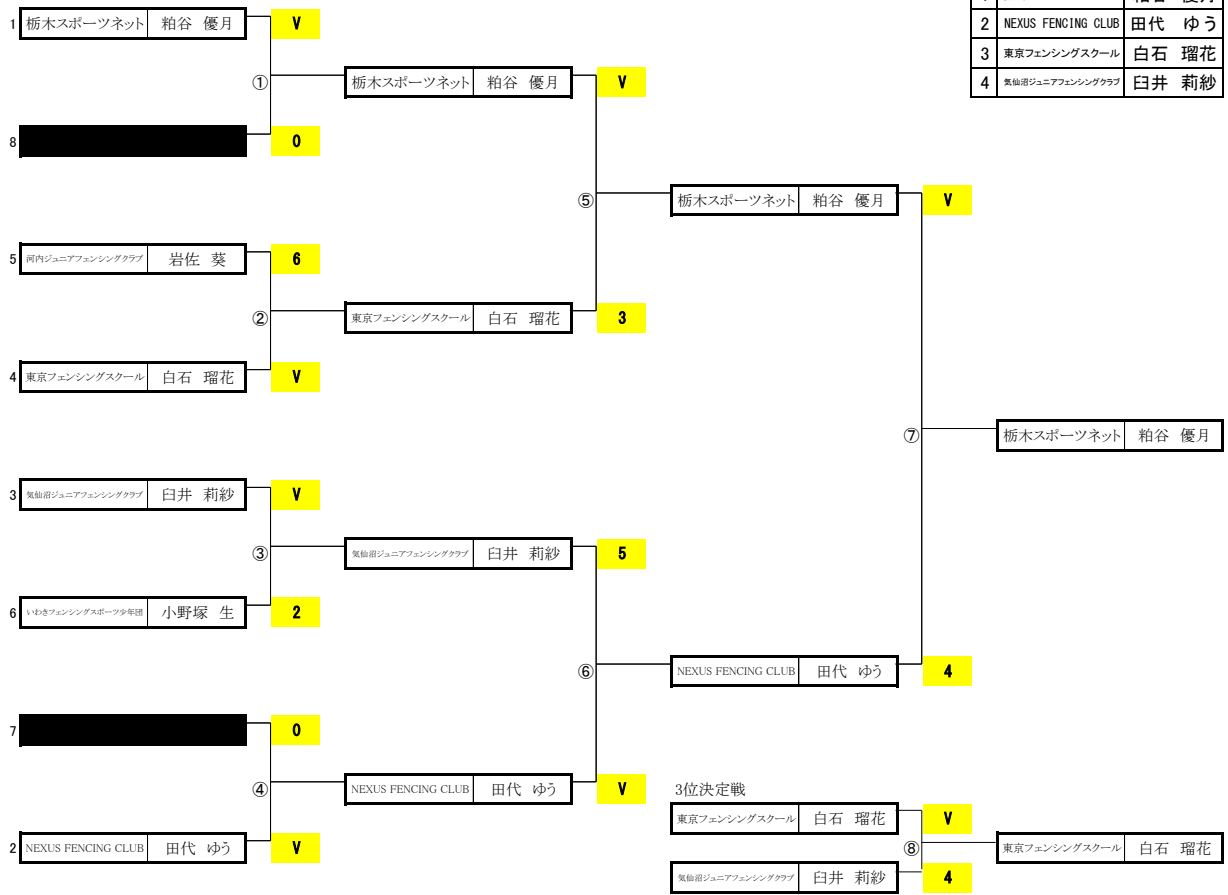 1 栃木スポーツネット 粕谷 優月 V
2 NEXUS FENCING CLUB 田代 ゆう
3 東京フェンシングスクール 白石 瑠花
4 気仙沼ジュニアフェンシングクラブ 臼井 莉紗
① 栃木スポーツネット 粕谷 優月 V
8 0
⑤ 栃木スポーツネット 粕谷 優月 V
5 河内ジュニアフェンシングクラブ 岩佐 葵 6
② 東京フェンシングスクール 白石 瑠花 3
4 東京フェンシングスクール 白石 瑠花 V
⑦ 栃木スポーツネット 粕谷 優月
3 気仙沼ジュニアフェンシングクラブ 臼井 莉紗 V
③ 気仙沼ジュニアフェンシングクラブ 臼井 莉紗 5
6 いわきフェンシングスポーツ少年団 小野塚 生 2
⑥ NEXUS FENCING CLUB 田代 ゆう 4
7 0
④ NEXUS FENCING CLUB 田代 ゆう V
3位決定戦
東京フェンシングスクール 白石 瑠花 V
2 NEXUS FENCING CLUB 田代 ゆう V
⑧ 東京フェンシングスクール 白石 瑠花
気仙沼ジュニアフェンシングクラブ 臼井 莉紗 4